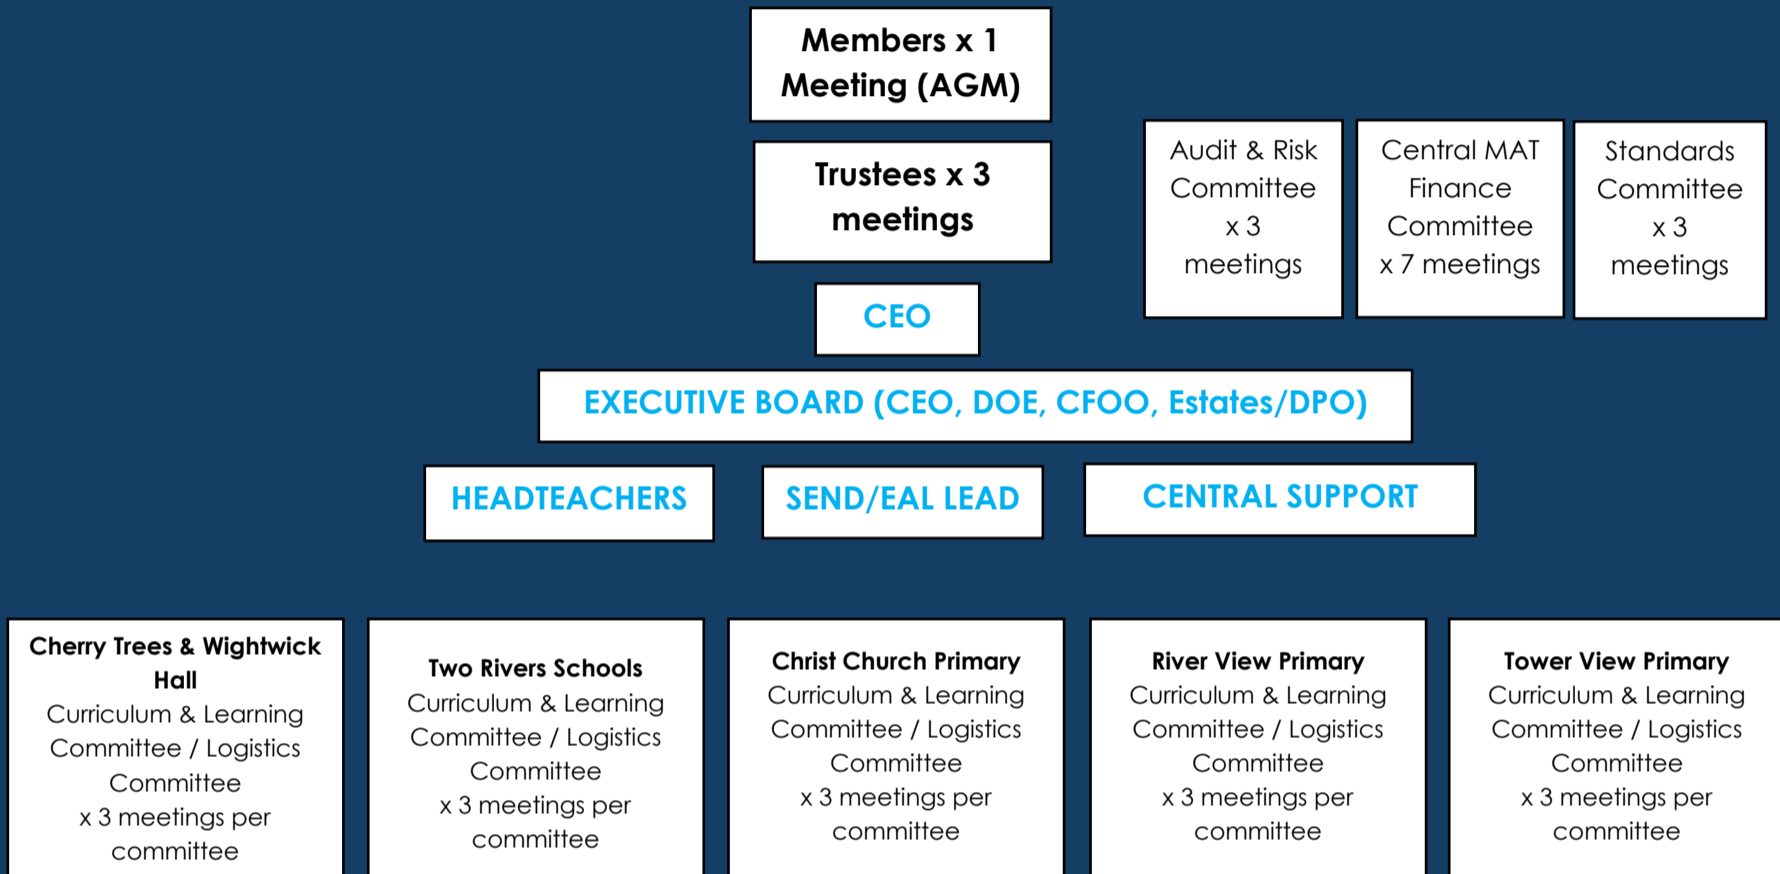 Members x 1
Meeting (AGM)
Trustees x 3
meetings
Audit & Risk
Committee
x 3
meetings
Central MAT
Finance
Committee
x 7 meetings
Standards
Committee
x 3
meetings
CEO
EXECUTIVE BOARD (CEO, DOE, CFOO, Estates/DPO)
HEADTEACHERS
SEND/EAL LEAD
CENTRAL SUPPORT
Cherry Trees & Wightwick
Hall
Curriculum & Learning
Committee / Logistics
Committee
x 3 meetings per
committee
Two Rivers Schools
Curriculum & Learning
Committee / Logistics
Committee
x 3 meetings per
committee
Christ Church Primary
Curriculum & Learning
Committee / Logistics
Committee
x 3 meetings per
committee
River View Primary
Curriculum & Learning
Committee / Logistics
Committee
x 3 meetings per
committee
Tower View Primary
Curriculum & Learning
Committee / Logistics
Committee
x 3 meetings per
committee